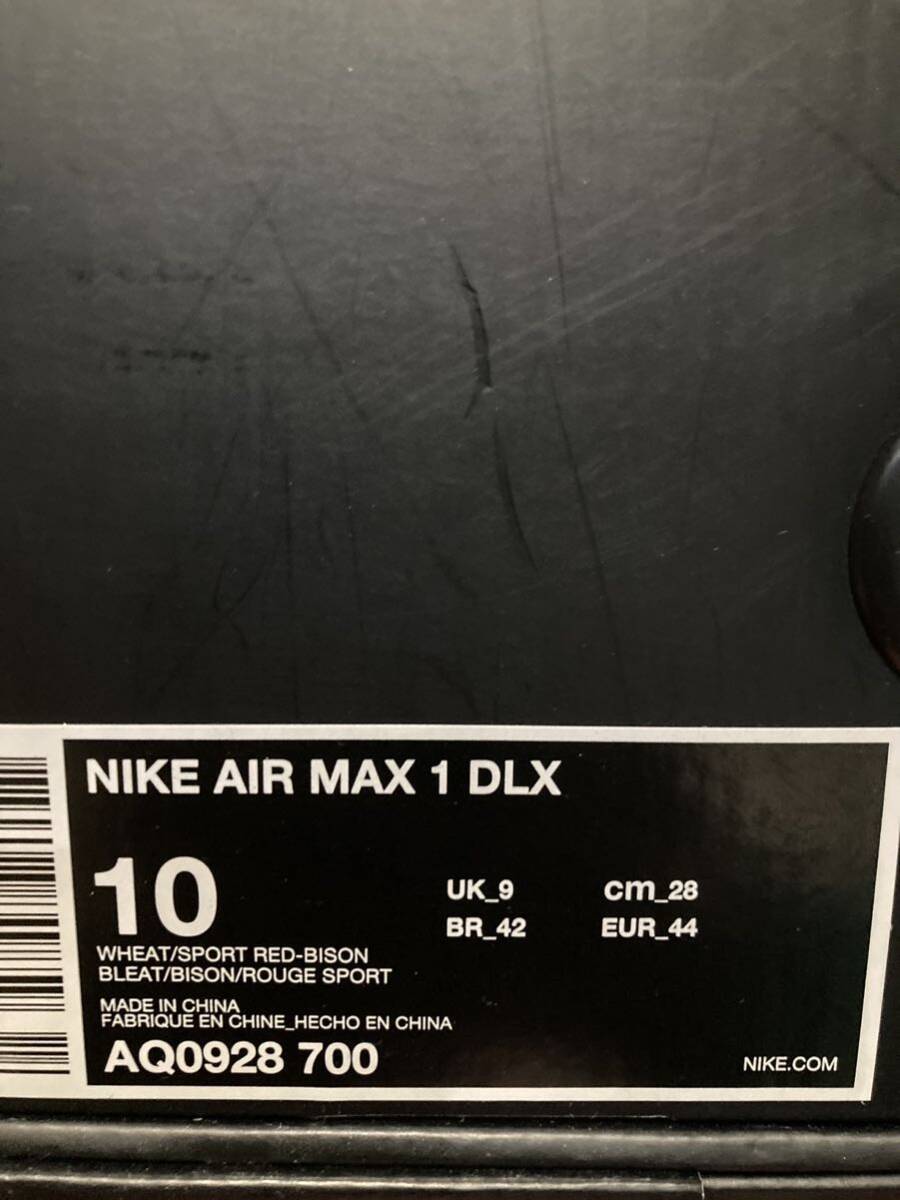 NIKE AIR MAX 1 DLX
10
UK_9 cm_28
BR_42 EUR_44
WHEAT/SPORT RED-BISON
BLEAT/BISON/ROUGE SPORT
MADE IN CHINA
FABRIQUE EN CHINE_HECHO EN CHINA
AQ0928 700
NIKE.COM